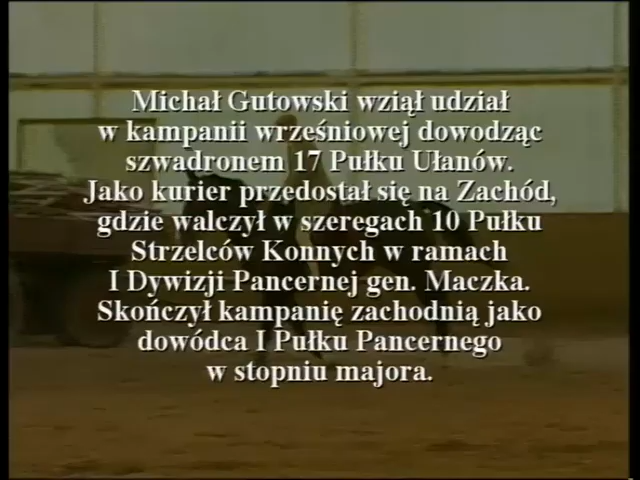 Michał Gutowski wziął udział
w kampanii wrześniowej dowodząc
szwadronem 17 Pułku Ułanów.
Jako kurier przedostał się na Zachód,
gdzie walczył w szeregach 10 Pułku
Strzelców Konnych w ramach
I Dywizji Pancernej gen. Maczka.
Skończył kampanię zachodnią jako
dowódca I Pułku Pancernego
w stopniu majora.